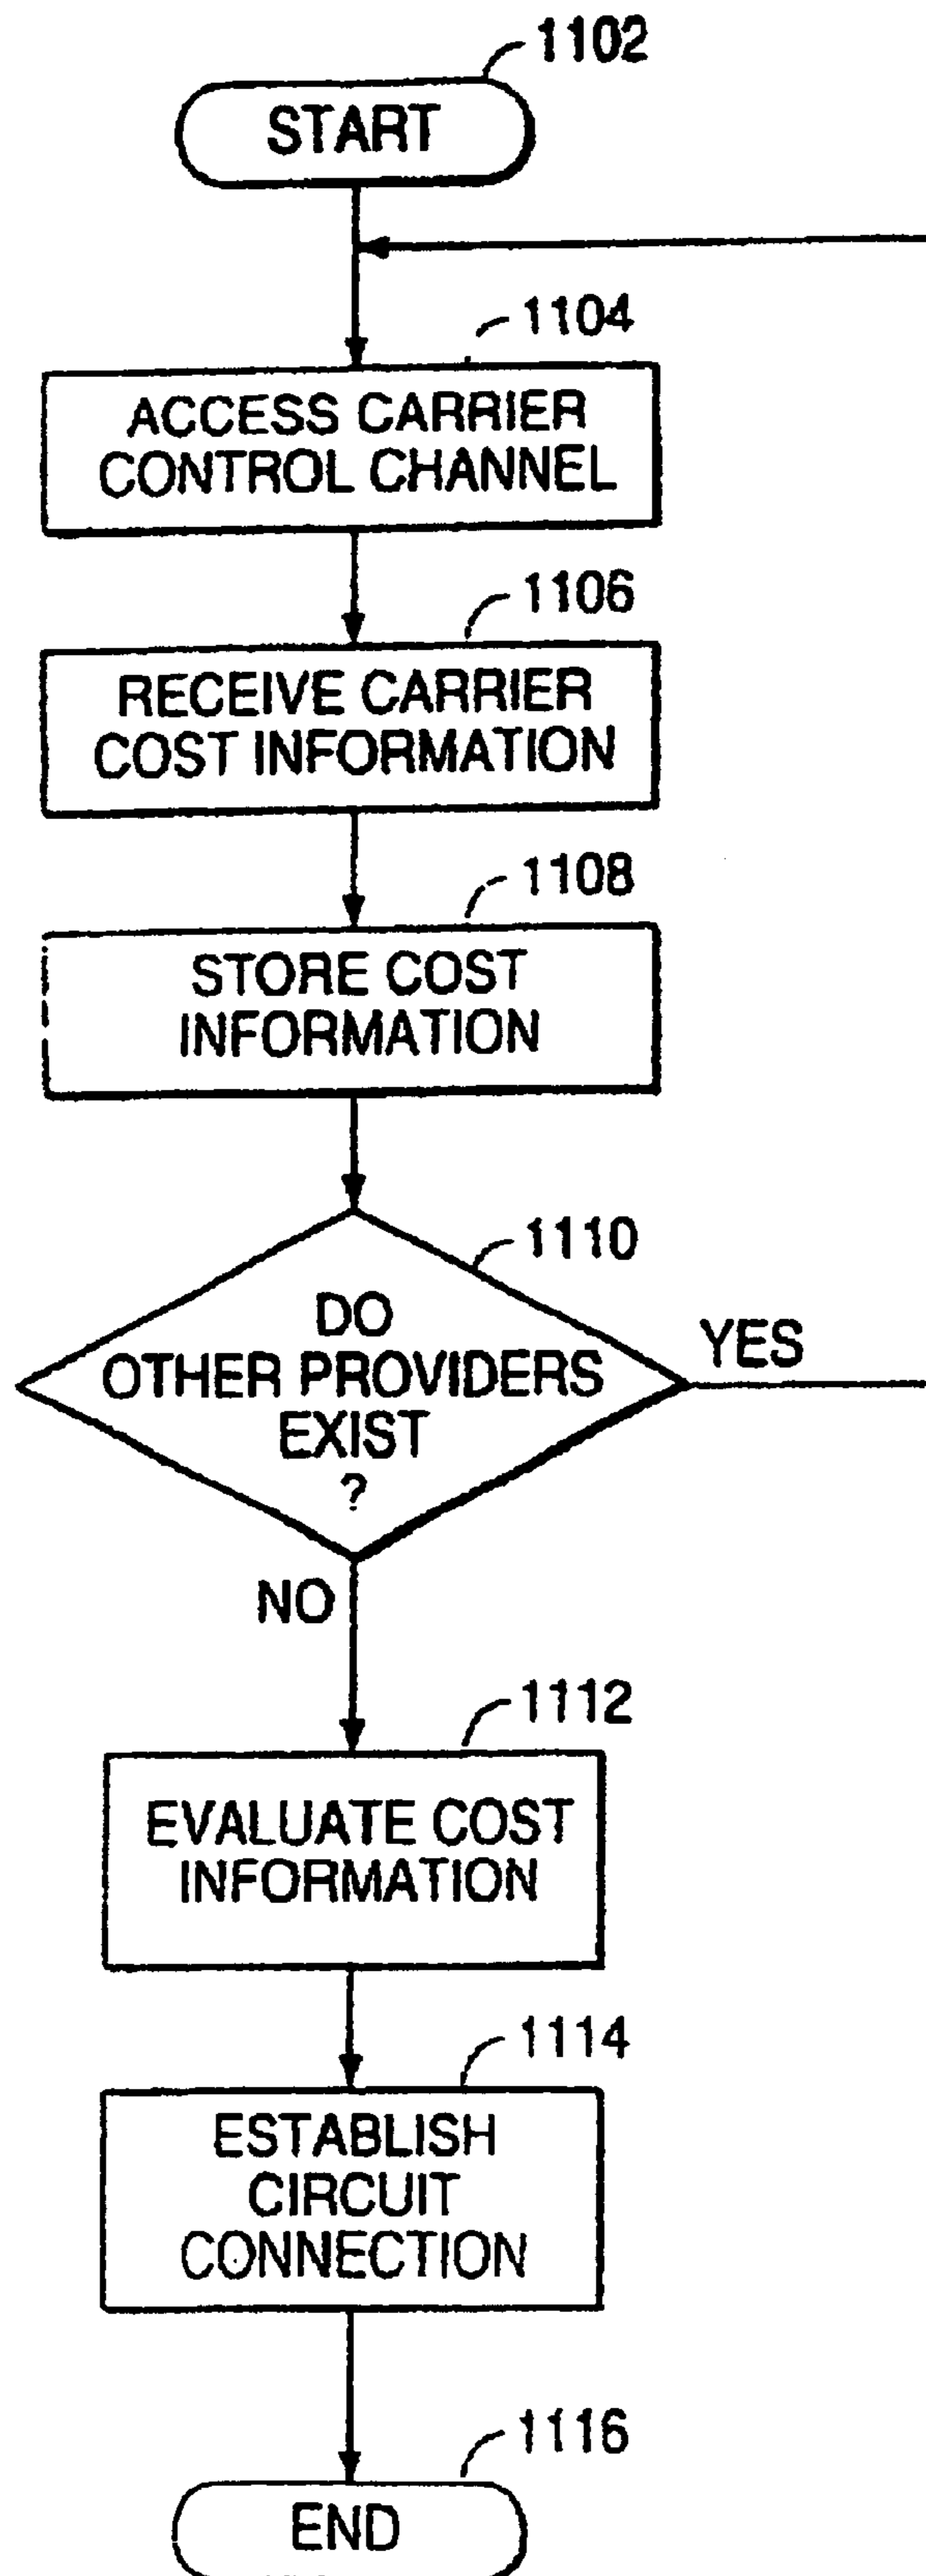 1102
START
1104
ACCESS CARRIER
CONTROL CHANNEL
1106
RECEIVE CARRIER
COST INFORMATION
1108
STORE COST
INFORMATION
1110
DO
OTHER PROVIDERS
EXIST
?
YES
NO
1112
EVALUATE COST
INFORMATION
1114
ESTABLISH
CIRCUIT
CONNECTION
1116
END